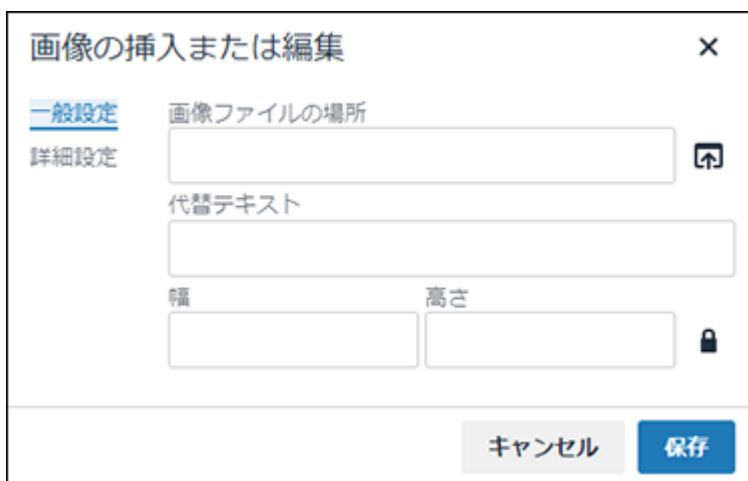 画像の挿入または編集
一般設定
詳細設定
画像ファイルの場所
代替テキスト
幅
高さ
キャンセル
保存